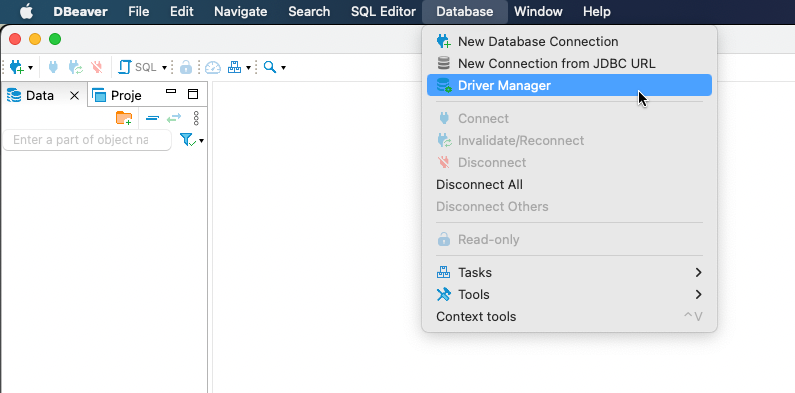 DBeaver File Edit Navigate Search SQL Editor Database Window Help
SQL
Data Proje
Enter a part of object na
New Database Connection
New Connection from JDBC URL
Driver Manager
Connect
Invalidate/Reconnect
Disconnect
Disconnect All
Disconnect Others
Read-only
Tasks
Tools
Context tools ^V